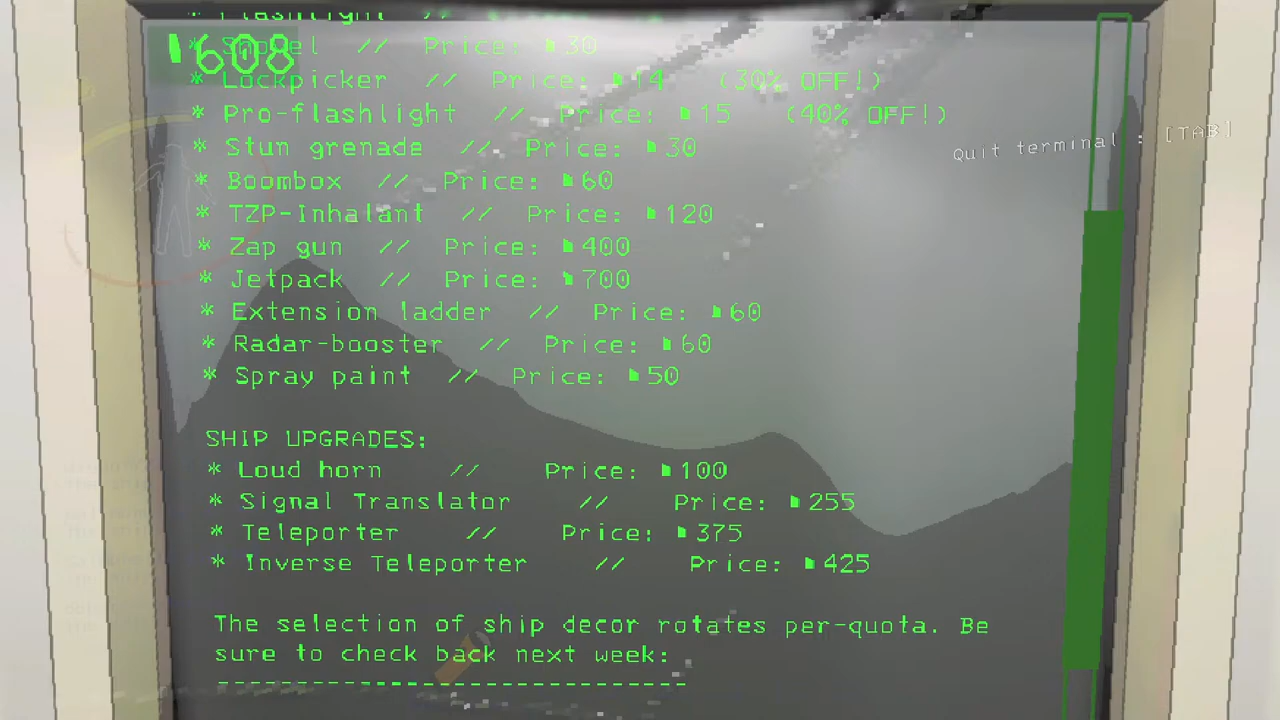 * Flashlight //
▮608
* Shovel // Price: ▮30
* Lockpicker // Price: ▮14 (30% OFF!)
* Pro-flashlight // Price: ▮15 (40% OFF!)
Quit terminal : [TAB]
* Stun grenade // Price: ▮30
* Boombox // Price: ▮60
* TZP-Inhalant // Price: ▮120
* Zap gun // Price: ▮400
* Jetpack // Price: ▮700
* Extension ladder // Price: ▮60
* Radar-booster // Price: ▮60
* Spray paint // Price: ▮50
SHIP UPGRADES:
* Loud horn // Price: ▮100
* Signal Translator // Price: ▮255
* Teleporter // Price: ▮375
* Inverse Teleporter // Price: ▮425
The selection of ship decor rotates per-quota. Be
sure to check back next week:
------------------------------